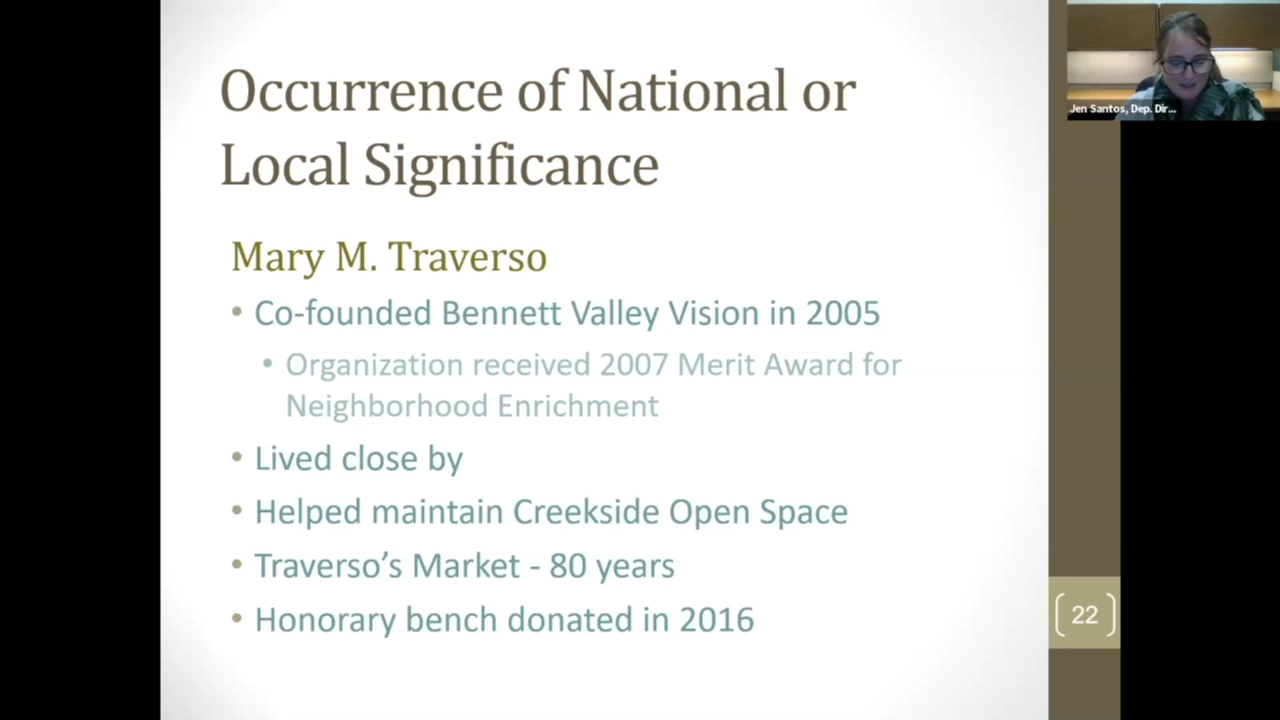 Occurrence of National or
Local Significance
Mary M. Traverso
• Co-founded Bennett Valley Vision in 2005
• Organization received 2007 Merit Award for
Neighborhood Enrichment
• Lived close by
• Helped maintain Creekside Open Space
• Traverso’s Market - 80 years
• Honorary bench donated in 2016
22
Jen Santos, Dep. Dir...